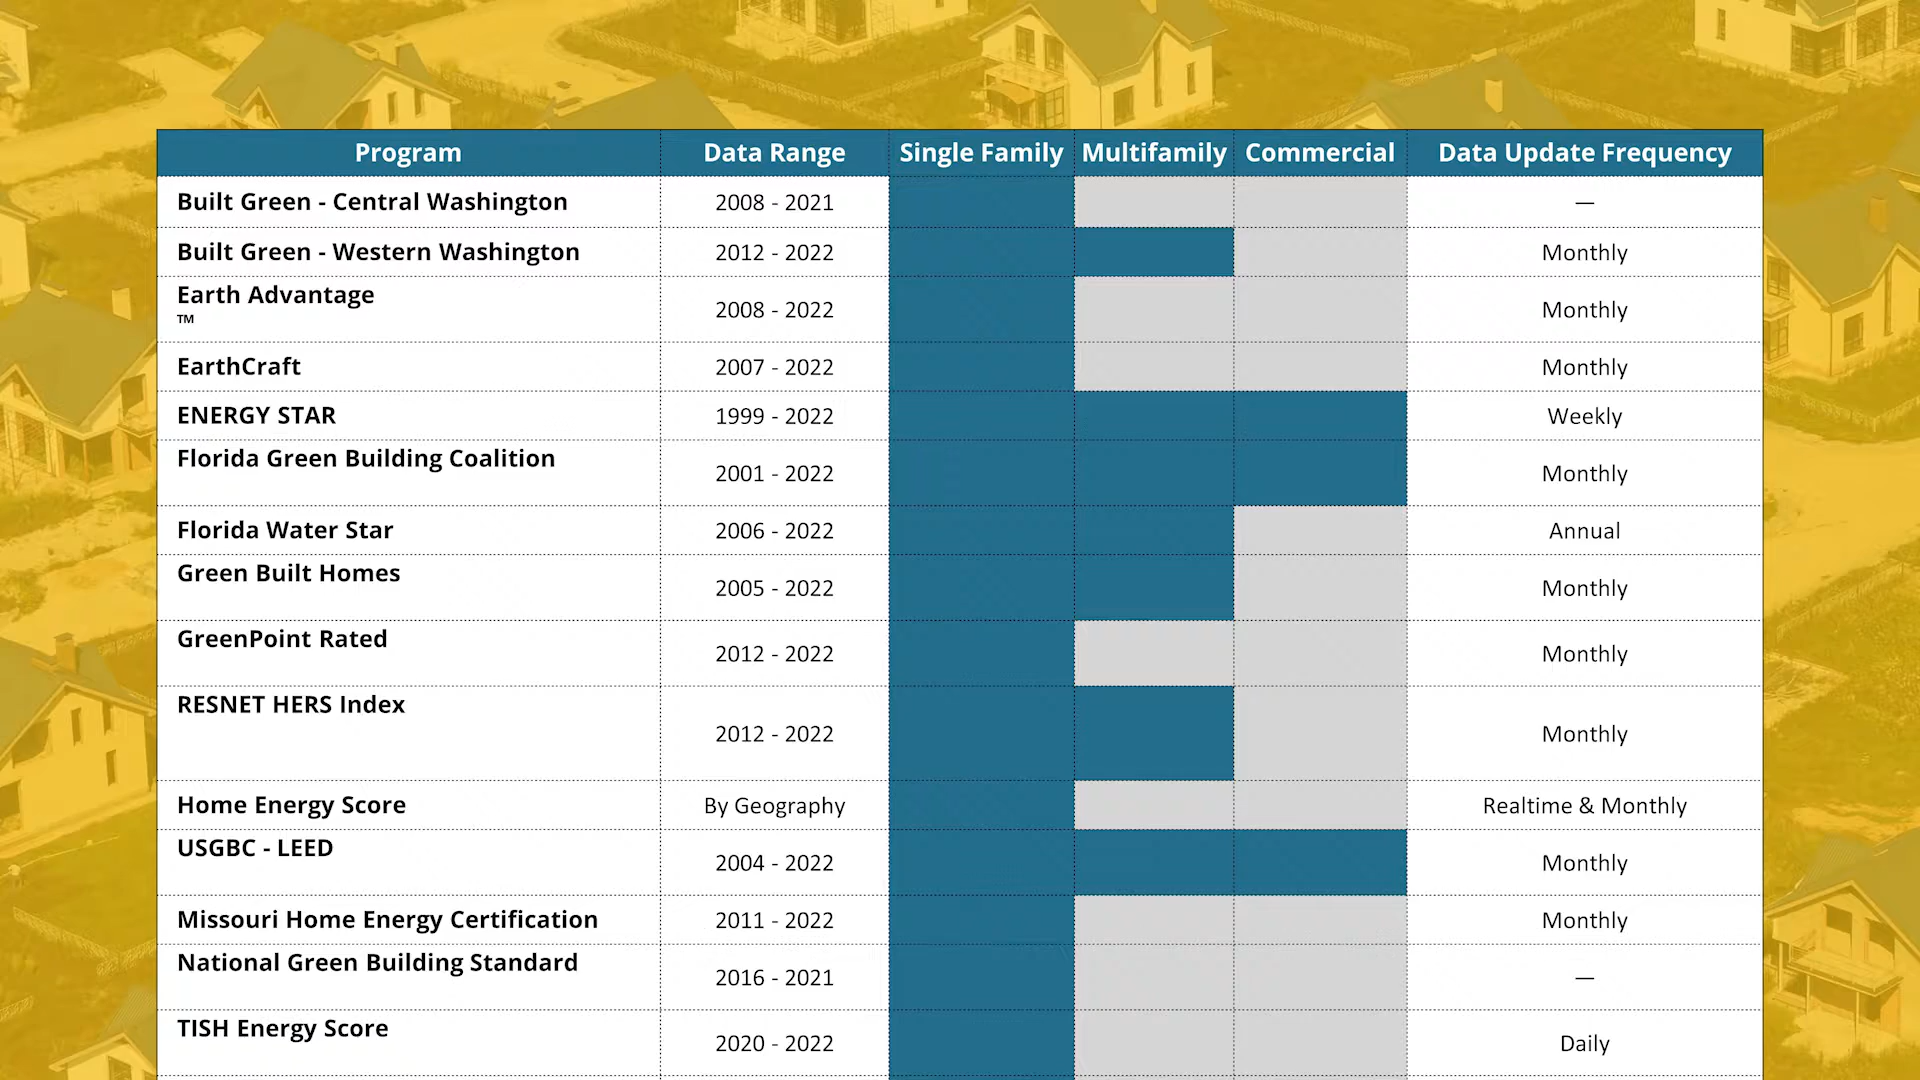 Program Data Range Single Family Multifamily Commercial Data Update Frequency
Built Green - Central Washington 2008 - 2021 —
Built Green - Western Washington 2012 - 2022 Monthly
Earth Advantage
™
2008 - 2022 Monthly
EarthCraft 2007 - 2022 Monthly
ENERGY STAR 1999 - 2022 Weekly
Florida Green Building Coalition 2001 - 2022 Monthly
Florida Water Star 2006 - 2022 Annual
Green Built Homes 2005 - 2022 Monthly
GreenPoint Rated 2012 - 2022 Monthly
RESNET HERS Index 2012 - 2022 Monthly
Home Energy Score By Geography Realtime & Monthly
USGBC - LEED 2004 - 2022 Monthly
Missouri Home Energy Certification 2011 - 2022 Monthly
National Green Building Standard 2016 - 2021 —
TISH Energy Score 2020 - 2022 Daily